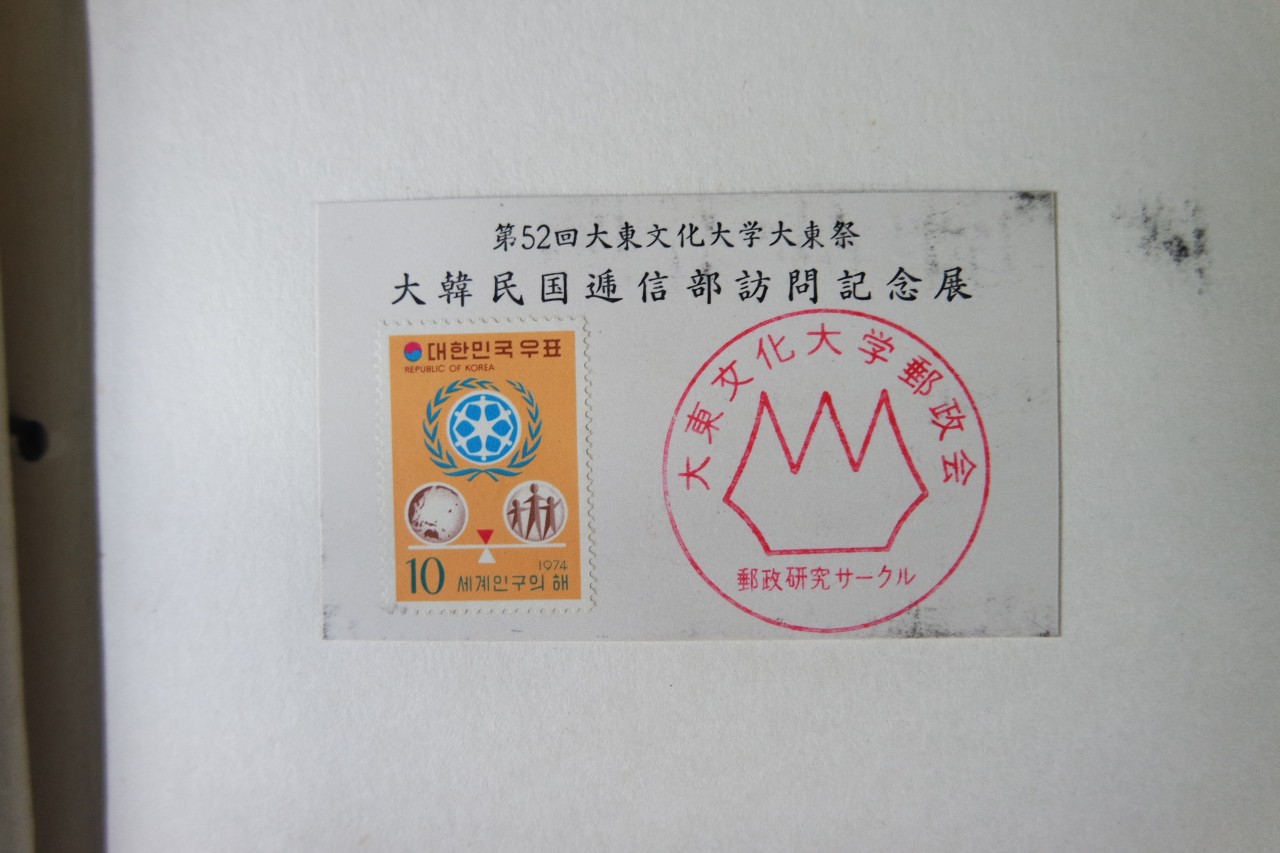 第52回大東文化大学大東祭
大韓民国逓信部訪問記念展
대한민국우표
REPUBLIC OF KOREA
1974
10 세계인구의 해
大東文化大学郵政会
郵政研究サークル